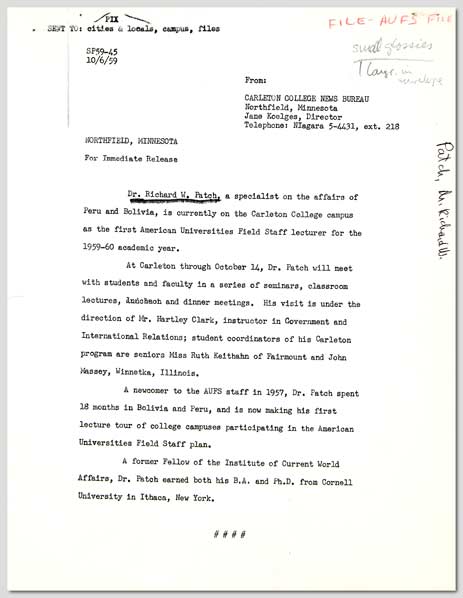 PIX
SENT TO: cities & locals, campus, files
FILE - AUFS FILE
small glossies
1 large in
envelope
SF59-45
10/6/59
From:
CARLETON COLLEGE NEWS BUREAU
Northfield, Minnesota
Jane Koelges, Director
Telephone: NIagara 5-4431, ext. 218
NORTHFIELD, MINNESOTA
For Immediate Release
Patch, Dr. Richard W.
Dr. Richard W. Patch, a specialist on the affairs of
Peru and Bolivia, is currently on the Carleton College campus
as the first American Universities Field Staff lecturer for the
1959-60 academic year.
At Carleton through October 14, Dr. Patch will meet
with students and faculty in a series of seminars, classroom
lectures, luncheon and dinner meetings. His visit is under the
direction of Mr. Hartley Clark, instructor in Government and
International Relations; student coordinators of his Carleton
program are seniors Miss Ruth Keithahn of Fairmount and John
Massey, Winnetka, Illinois.
A newcomer to the AUFS staff in 1957, Dr. Patch spent
18 months in Bolivia and Peru, and is now making his first
lecture tour of college campuses participating in the American
Universities Field Staff plan.
A former Fellow of the Institute of Current World
Affairs, Dr. Patch earned both his B.A. and Ph.D. from Cornell
University in Ithaca, New York.
# # # #